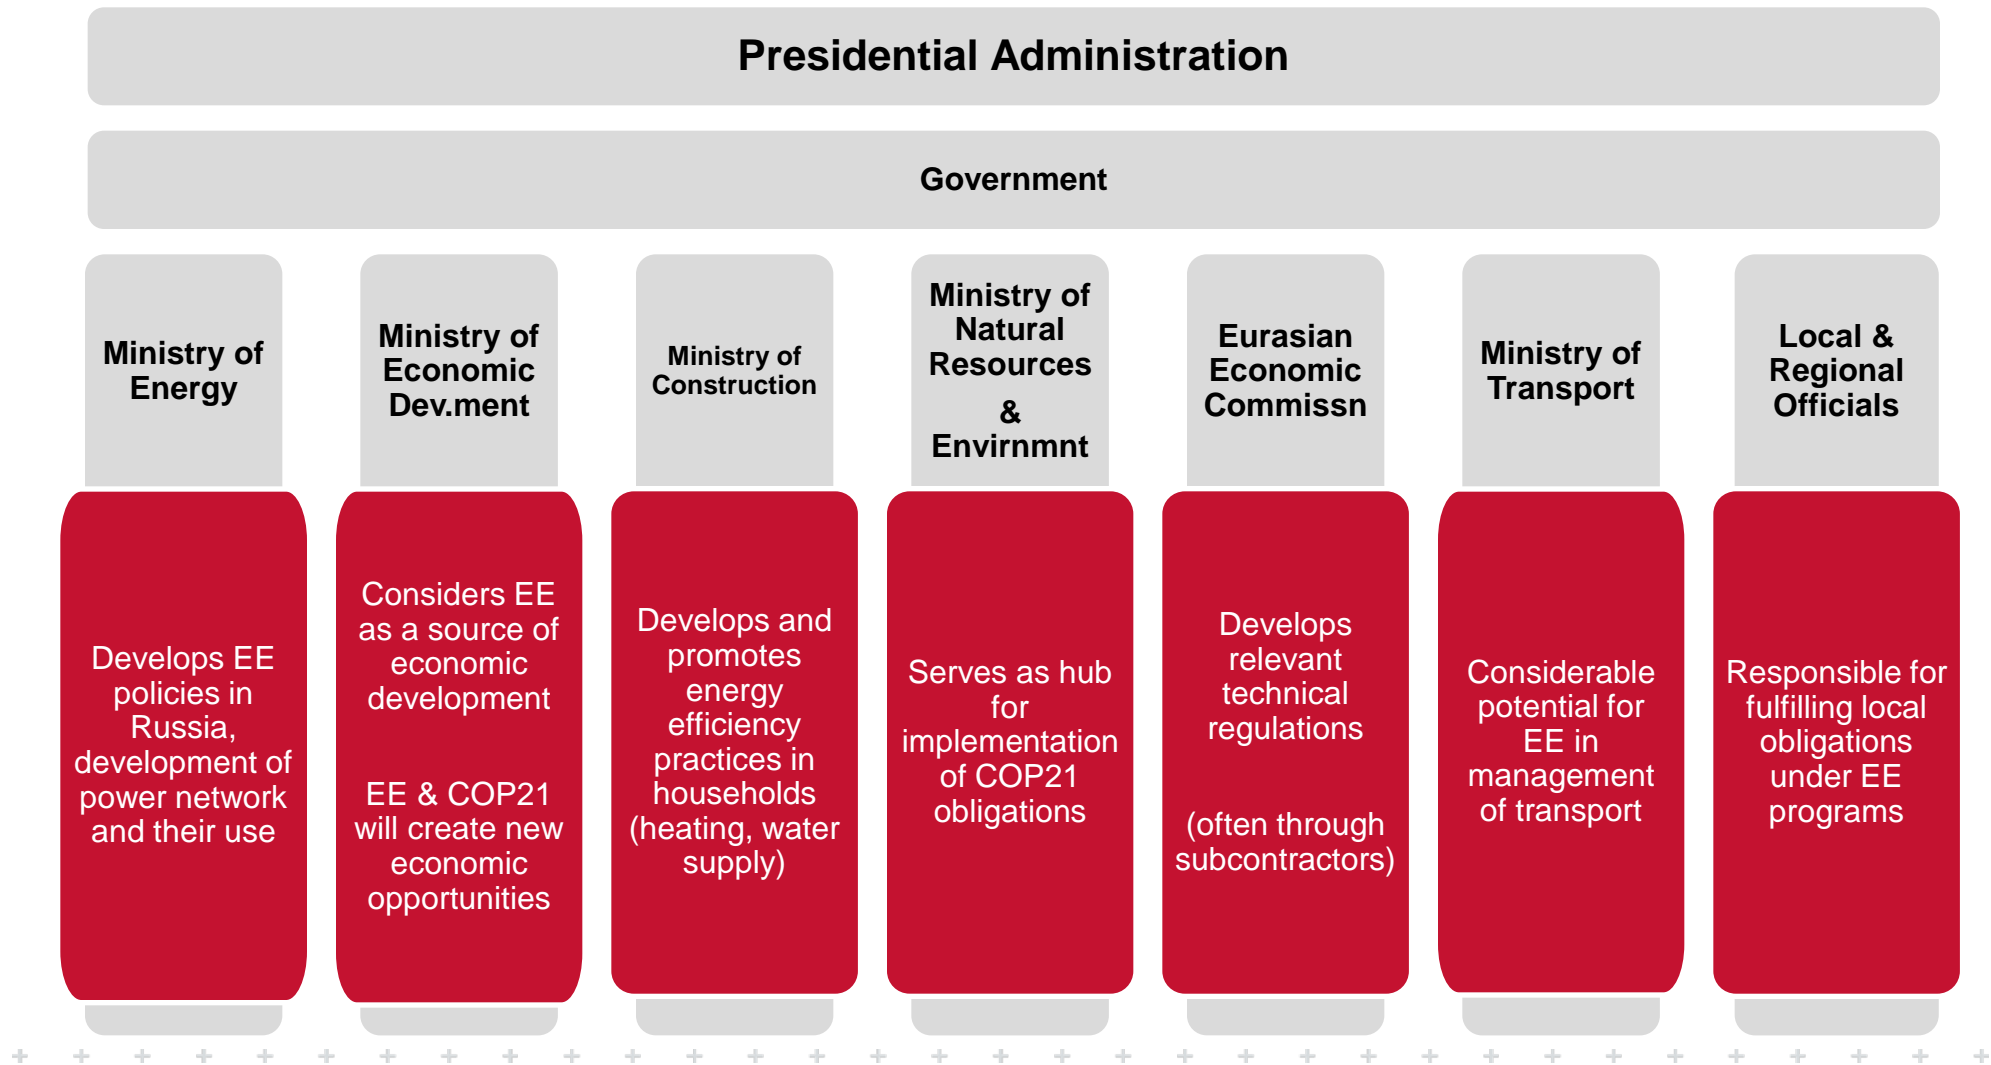 Presidential Administration
Government
Ministry of
Energy
Ministry of
Economic
Dev.ment
Ministry of
Construction
Ministry of
Natural
Resources
&
Envirnmnt
Eurasian
Economic
Commissn
Ministry of
Transport
Local &
Regional
Officials
Develops EE
policies in
Russia,
development of
power network
and their use
Considers EE
as a source of
economic
development
EE & COP21
will create new
economic
opportunities
Develops and
promotes
energy
efficiency
practices in
households
(heating, water
supply)
Serves as hub
for
implementation
of COP21
obligations
Develops
relevant
technical
regulations
(often through
subcontractors)
Considerable
potential for
EE in
management
of transport
Responsible for
fulfilling local
obligations
under EE
programs